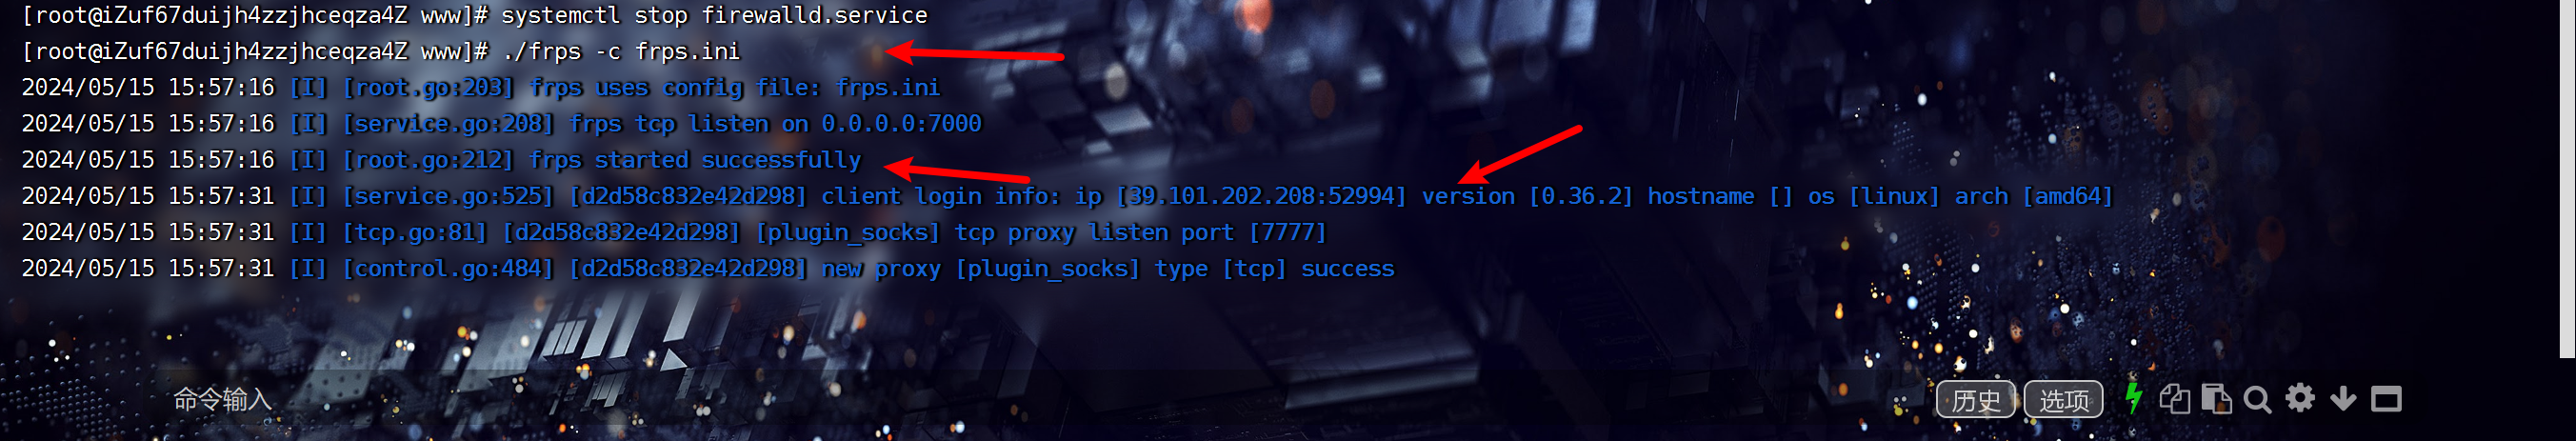 [root@iZuf67duijh4zzjhceqza4Z www]# systemctl stop firewalld.service
[root@iZuf67duijh4zzjhceqza4Z www]# ./frps -c frps.ini
2024/05/15 15:57:16 [I] [root.go:203] frps uses config file: frps.ini
2024/05/15 15:57:16 [I] [service.go:208] frps tcp listen on 0.0.0.0:7000
2024/05/15 15:57:16 [I] [root.go:212] frps started successfully
2024/05/15 15:57:31 [I] [service.go:525] [d2d58c832e42d298] client login info: ip [39.101.202.208:52994] version [0.36.2] hostname [] os [linux] arch [amd64]
2024/05/15 15:57:31 [I] [tcp.go:81] [d2d58c832e42d298] [plugin_socks] tcp proxy listen port [7777]
2024/05/15 15:57:31 [I] [control.go:484] [d2d58c832e42d298] new proxy [plugin_socks] type [tcp] success
命令输入 历史 选项